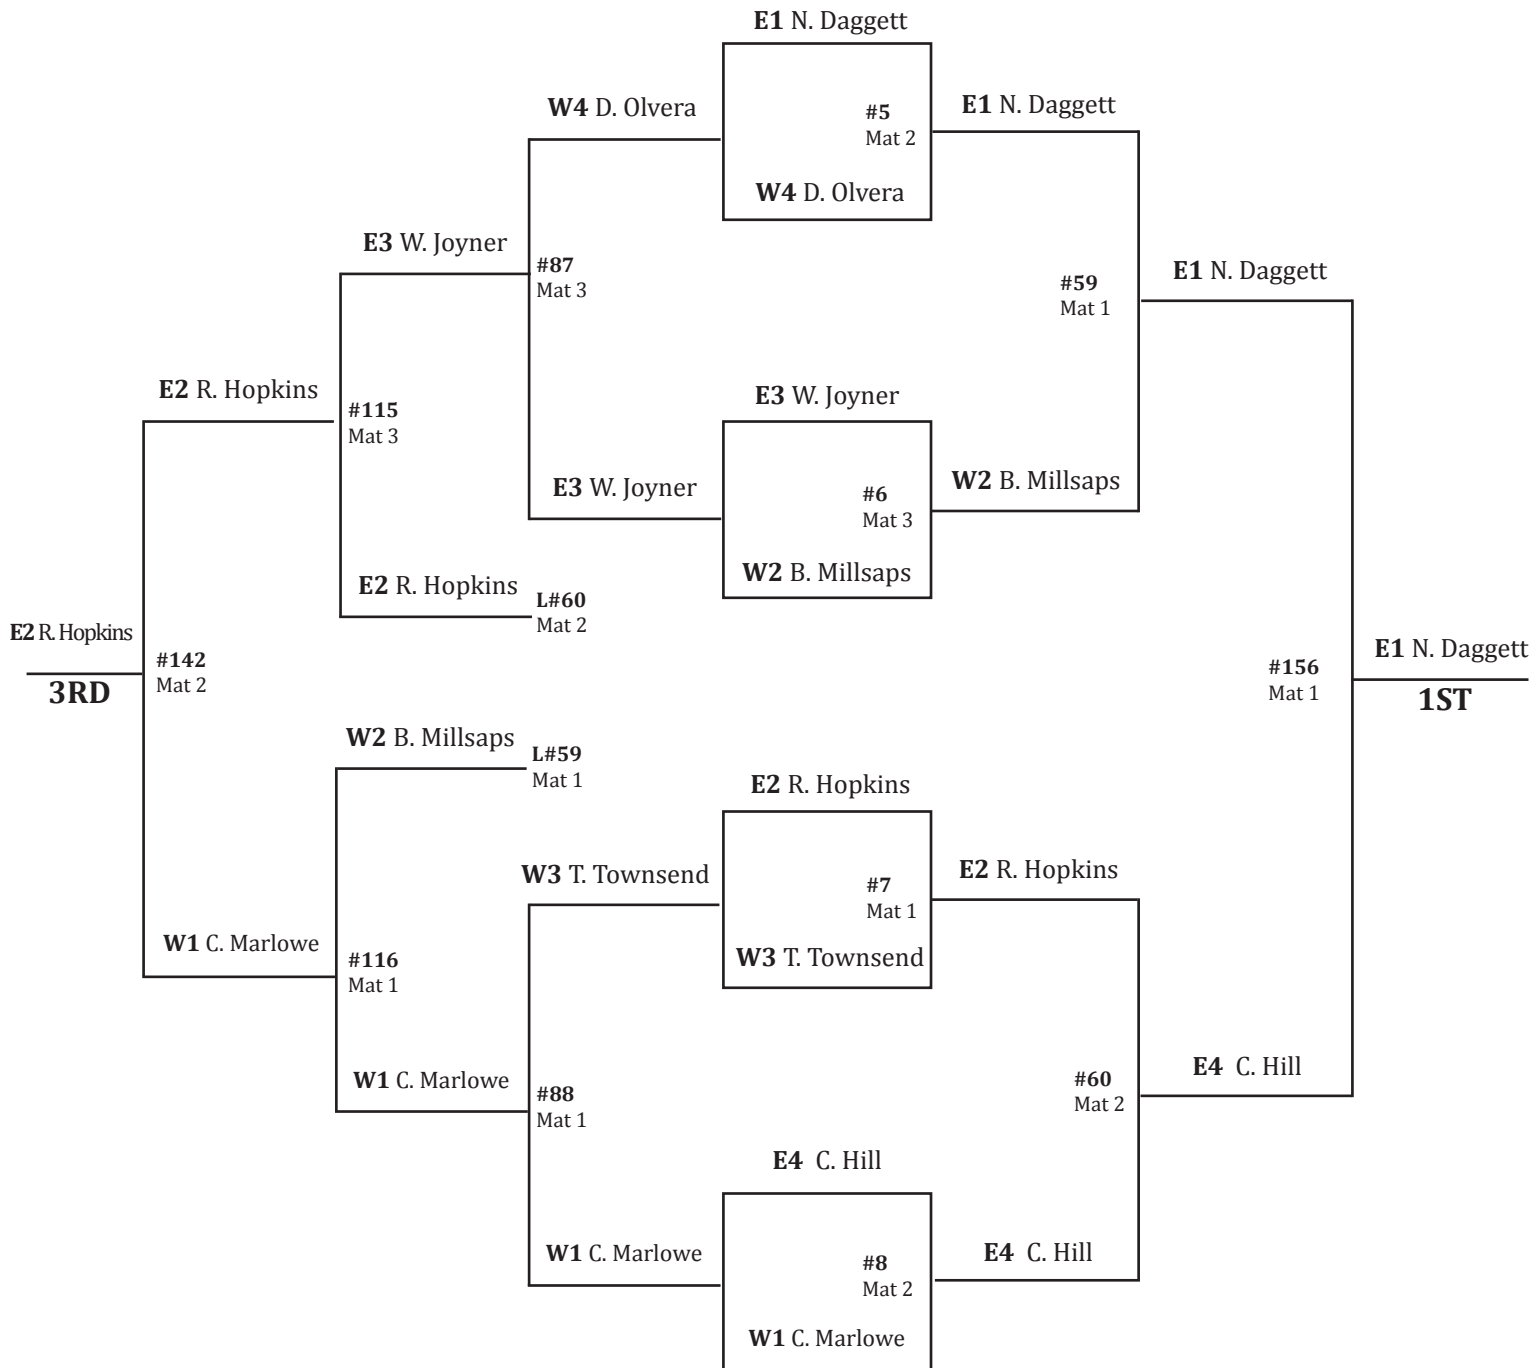 E1 N. Daggett
W4 D. Olvera
#5
Mat 2
E1 N. Daggett
W4 D. Olvera
E3 W. Joyner
#87
Mat 3
#59
Mat 1
E1 N. Daggett
E2 R. Hopkins
#115
Mat 3
E3 W. Joyner
E3 W. Joyner
#6
Mat 3
W2 B. Millsaps
W2 B. Millsaps
E2 R. Hopkins
L#60
Mat 2
E2 R. Hopkins
3RD
#142
Mat 2
#156
Mat 1
E1 N. Daggett
1ST
W2 B. Millsaps
L#59
Mat 1
E2 R. Hopkins
W3 T. Townsend
#7
Mat 1
E2 R. Hopkins
W3 T. Townsend
W1 C. Marlowe
#116
Mat 1
W1 C. Marlowe
#88
Mat 1
#60
Mat 2
E4 C. Hill
E4 C. Hill
W1 C. Marlowe
#8
Mat 2
E4 C. Hill
W1 C. Marlowe